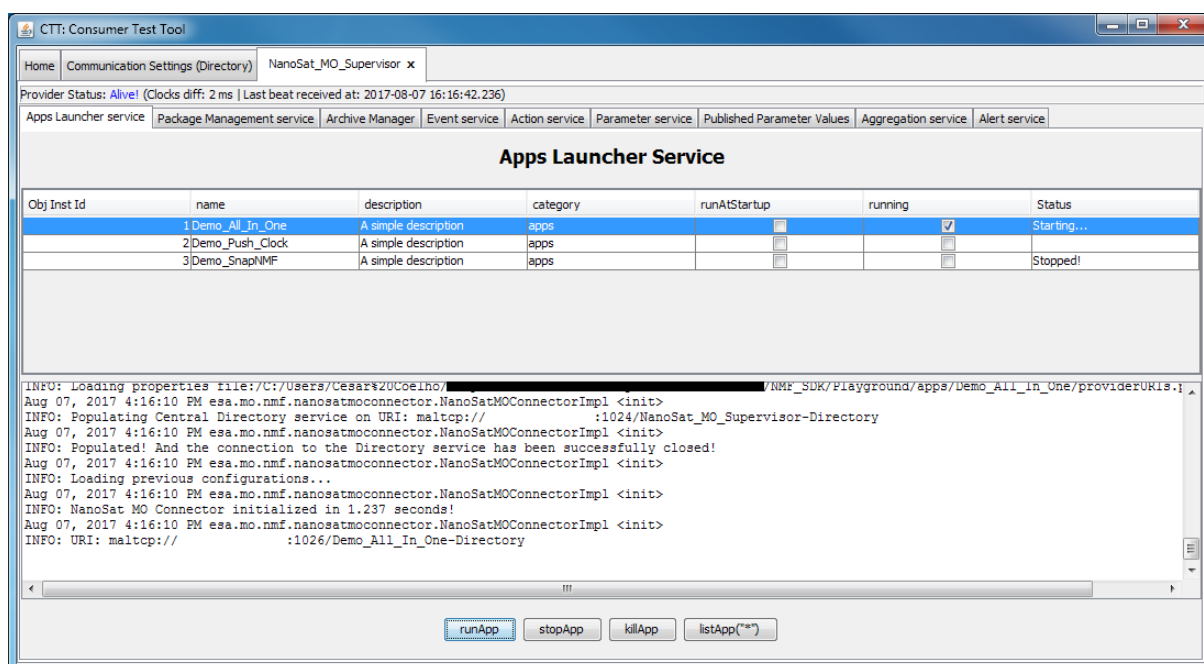 CTT: Consumer Test Tool
Home Communication Settings (Directory) NanoSat_MO_Supervisor x
Provider Status: Alive! (Clocks diff: 2 ms | Last beat received at: 2017-08-07 16:16:42.236)
Apps Launcher service Package Management service Archive Manager Event service Action service Parameter service Published Parameter Values Aggregation service Alert service
Apps Launcher Service
Obj Inst Id name description category runAtStartup running Status
1 Demo_All_In_One A simple description apps Starting...
2 Demo_Push_Clock A simple description apps
3 Demo_SnapNMF A simple description apps Stopped!
INFO: Loading properties file:/C:/Users/Cesar%20Coelho/ /NMF_SDK/Playground/apps/Demo_All_In_One/providerURIs.p
Aug 07, 2017 4:16:10 PM esa.mo.nmf.nanosatmoconnector.NanoSatMOConnectorImpl <init>
INFO: Populating Central Directory service on URI: maltcp:// :1024/NanoSat_MO_Supervisor-Directory
Aug 07, 2017 4:16:10 PM esa.mo.nmf.nanosatmoconnector.NanoSatMOConnectorImpl <init>
INFO: Populated! And the connection to the Directory service has been successfully closed!
Aug 07, 2017 4:16:10 PM esa.mo.nmf.nanosatmoconnector.NanoSatMOConnectorImpl <init>
INFO: Loading previous configurations...
Aug 07, 2017 4:16:10 PM esa.mo.nmf.nanosatmoconnector.NanoSatMOConnectorImpl <init>
INFO: NanoSat MO Connector initialized in 1.237 seconds!
Aug 07, 2017 4:16:10 PM esa.mo.nmf.nanosatmoconnector.NanoSatMOConnectorImpl <init>
INFO: URI: maltcp:// :1026/Demo_All_In_One-Directory
runApp stopApp killApp listApp("*")